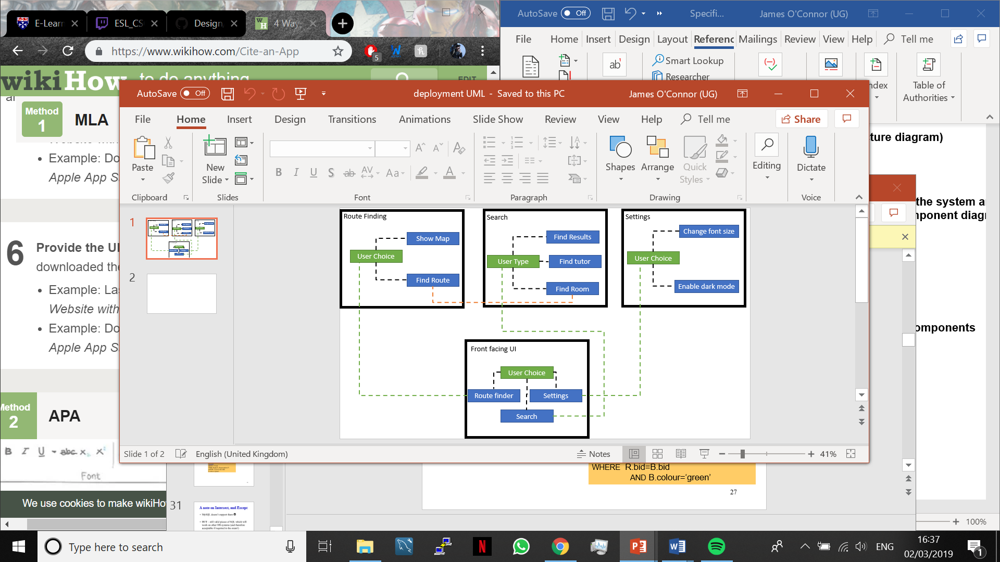 E-Learn
ESL_CS
Design
4 Way
https://www.wikihow.com/Cite-an-App
5
wikiHow to do anything
EDIT
Method
1
MLA
Example: Do
Apple App S
6
Provide the U
downloaded the
Example: Las
Website with
Example: Do
Apple App S
Method
2
APA
B I U abc x x²
Font
We use cookies to make wikiHo
AutoSave Off
Specifi...
James O'Connor (UG)
File Home Insert Design Layout Referenc Mailings Review View Help Tell me
ab
Smart Lookup
Researcher
ndex
Table of
Authorities
ture diagram)
the system a
ponent diag
omponents
100%
AutoSave Off
deployment UML - Saved to this PC
James O'Connor (UG)
File Home Insert Design Transitions Animations Slide Show Review View Help Tell me
Share
Paste
New
Slide
B I U S ab AV Aa A
Shapes
Arrange
Quick
Styles
Editing
Dictate
Clipboard
Slides
Font
Paragraph
Drawing
Voice
1
2
Route Finding
Show Map
User Choice
Find Route
Search
Find Results
User Type
Find tutor
Find Room
Settings
Change font size
User Choice
Enable dark mode
Front facing UI
User Choice
Route finder
Settings
Search
Slide 1 of 2
English (United Kingdom)
Notes
41%
WHERE R.bid=B.bid
AND B.colour=‘green’
27
31
A note on Intersect, and Except
Type here to search
ENG
16:37
02/03/2019
1